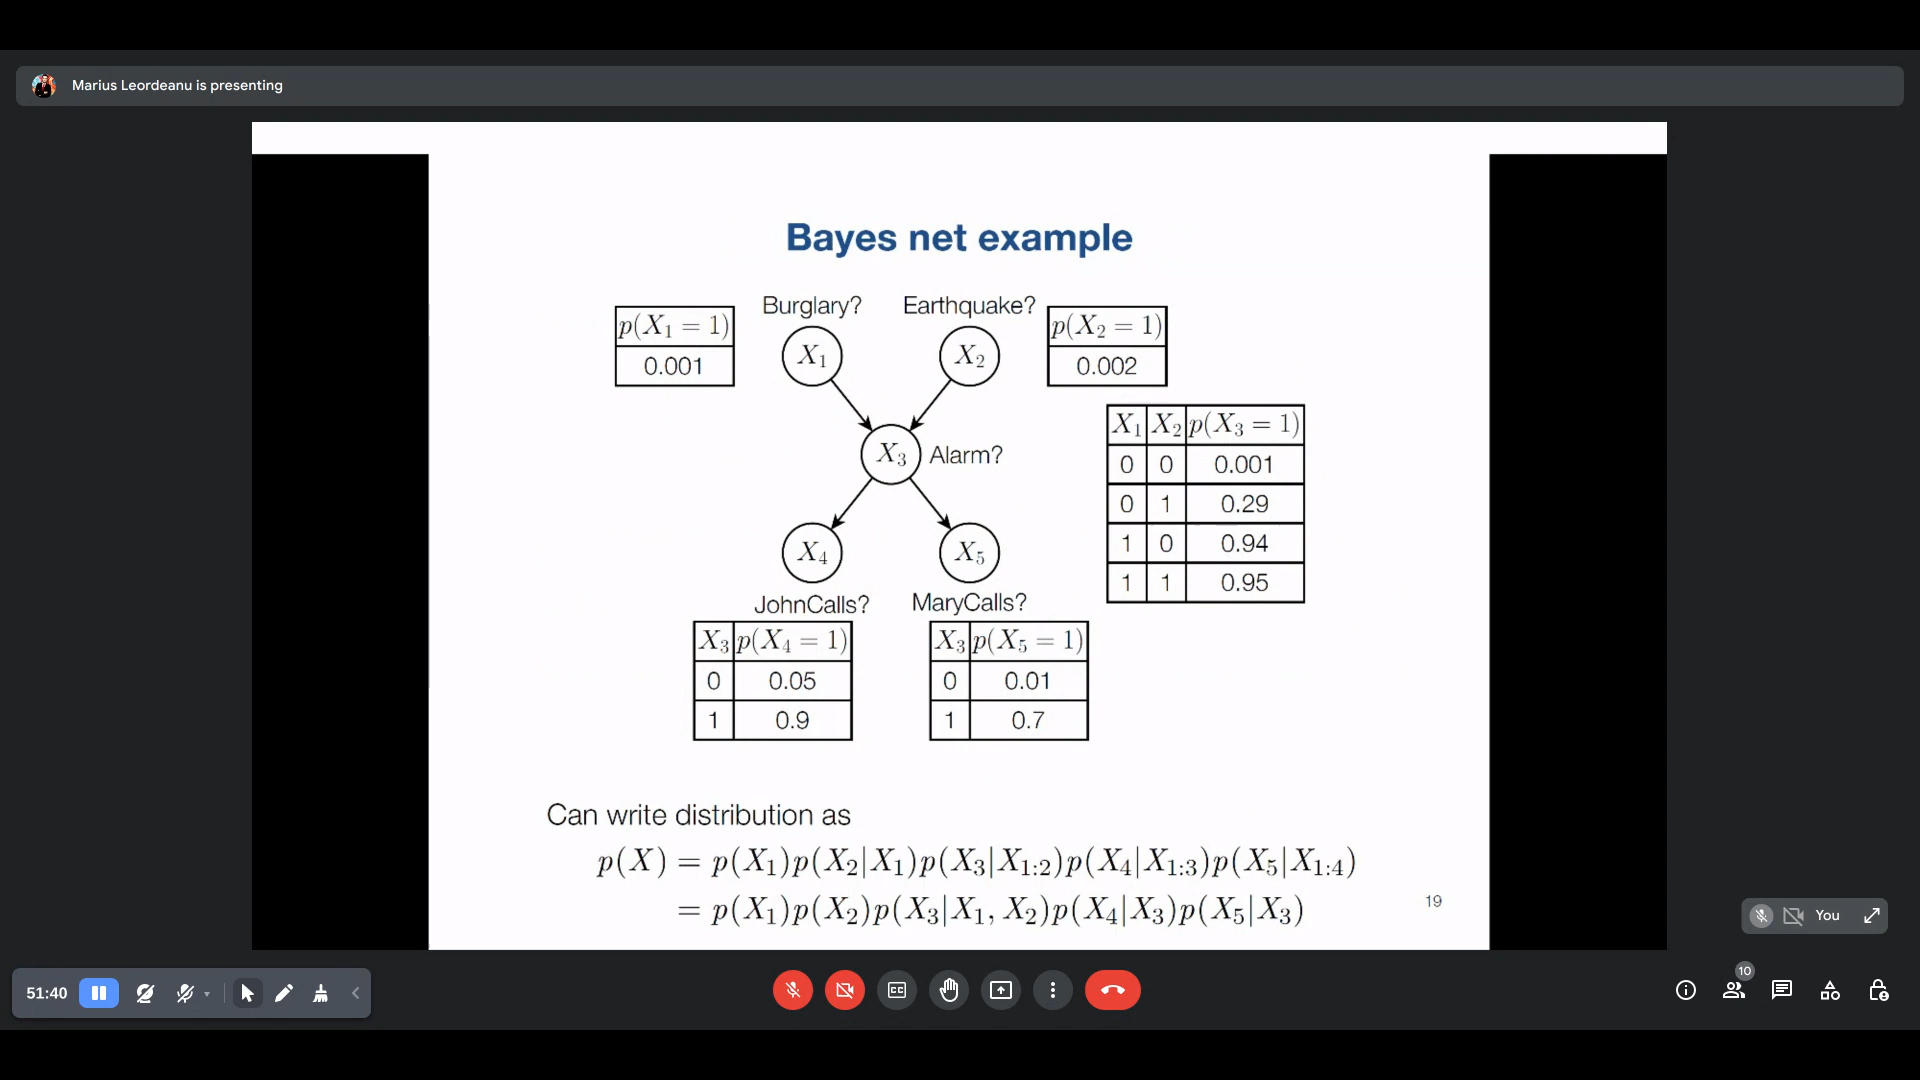 Marius Leordeanu is presenting
Bayes net example
Burglary?
Earthquake?
p(X₁ = 1)
0.001
X₁
X₂
p(X₂ = 1)
0.002
X₃
Alarm?
X₁ X₂ p(X₃ = 1)
0 0 0.001
0 1 0.29
1 0 0.94
1 1 0.95
X₄
X₅
JohnCalls?
MaryCalls?
X₃ p(X₄ = 1)
0 0.05
1 0.9
X₃ p(X₅ = 1)
0 0.01
1 0.7
Can write distribution as
p(X) = p(X₁)p(X₂|X₁)p(X₃|X₁:₂)p(X₄|X₁:₃)p(X₅|X₁:₄)
= p(X₁)p(X₂)p(X₃|X₁, X₂)p(X₄|X₃)p(X₅|X₃)
19
You
51:40
CC
10